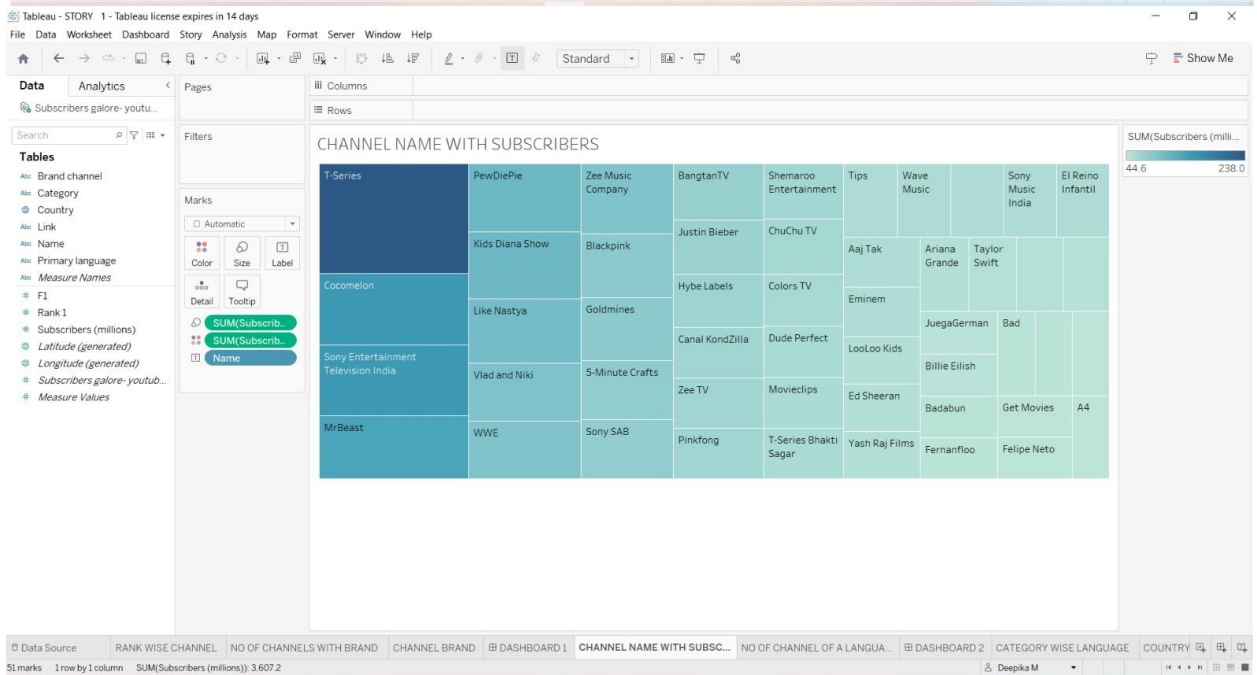 Tableau - STORY 1 - Tableau license expires in 14 days
File Data Worksheet Dashboard Story Analysis Map Format Server Window Help
Standard
Show Me
Data Analytics
Subscribers galore- youtu...
Search
Tables
Abc Brand channel
Abc Category
Country
Abc Link
Abc Name
Abc Primary language
Abc Measure Names
# F1
# Rank 1
# Subscribers (millions)
Latitude (generated)
Longitude (generated)
# Subscribers galore- youtub...
# Measure Values
Pages
Filters
Marks
Automatic
Color Size Label
Detail Tooltip
SUM(Subscrib..
SUM(Subscrib..
Name
iii Columns
Rows
CHANNEL NAME WITH SUBSCRIBERS
T-Series
Cocomelon
Sony Entertainment
Television India
MrBeast
PewDiePie
Kids Diana Show
Like Nastya
Vlad and Niki
WWE
Zee Music
Company
Blackpink
Goldmines
5-Minute Crafts
Sony SAB
BangtanTV
Justin Bieber
Hybe Labels
Canal KondZilla
Zee TV
Pinkfong
Shemaroo
Entertainment
ChuChu TV
Colors TV
Dude Perfect
Movieclips
T-Series Bhakti
Sagar
Tips
Wave
Music
Sony
Music
India
El Reino
Infantil
Aaj Tak
Eminem
LooLoo Kids
Ed Sheeran
Yash Raj Films
Ariana
Grande
Taylor
Swift
JuegaGerman
Billie Eilish
Badabun
Fernanfloo
Bad
Get Movies
Felipe Neto
A4
SUM(Subscribers (milli...
44.6 238.0
Data Source RANK WISE CHANNEL NO OF CHANNELS WITH BRAND CHANNEL BRAND DASHBOARD 1 CHANNEL NAME WITH SUBSC... NO OF CHANNEL OF A LANGUA... DASHBOARD 2 CATEGORY WISE LANGUAGE COUNTRY
51 marks 1 row by 1 column SUM(Subscribers (millions)): 3,607.2
Deepika M